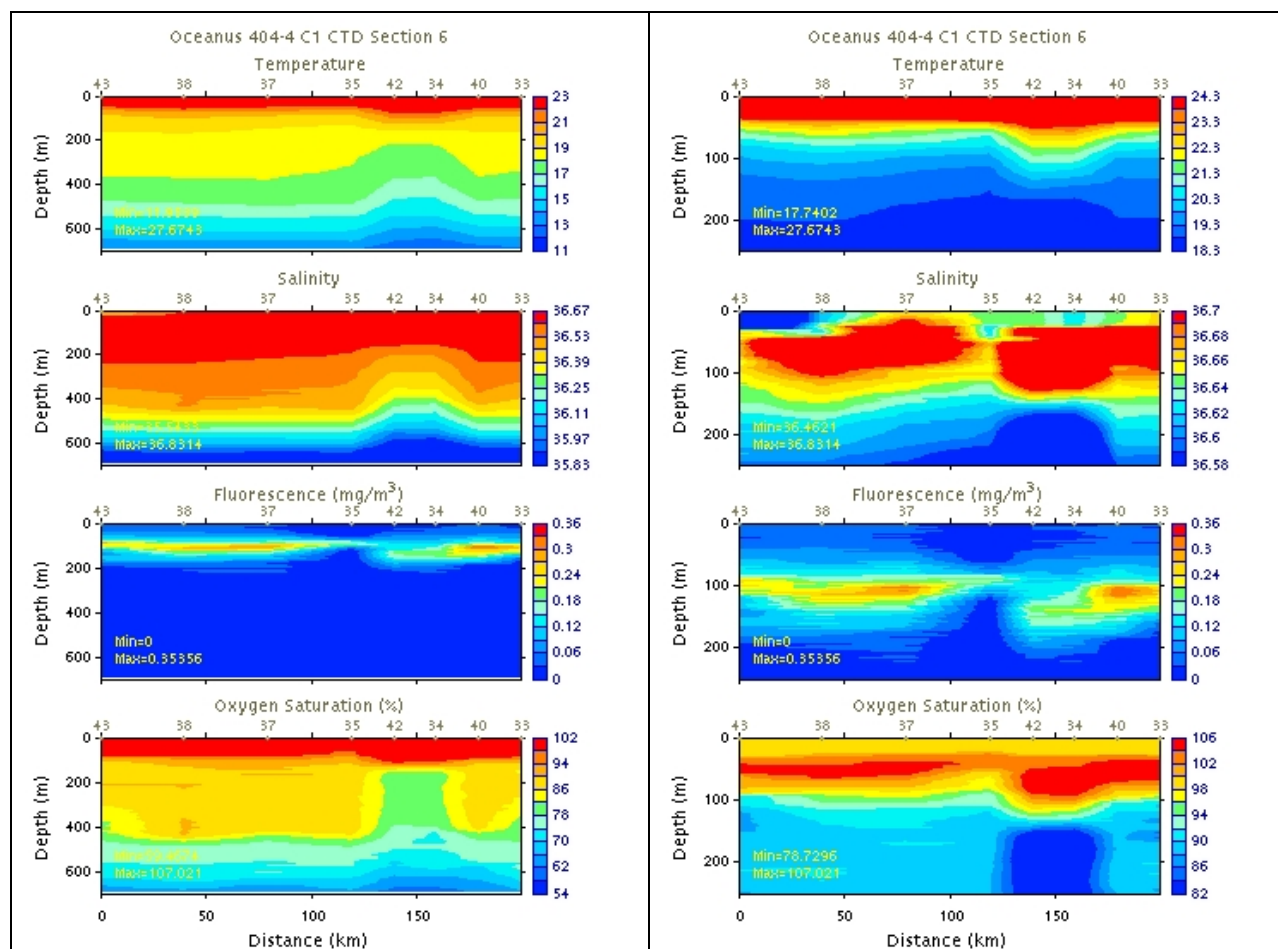 Oceanus 404-4 C1 CTD Section 6
Temperature
43 38 37 35 42 34 40 33
0
200
400
600
Depth (m)
Max=27.6743
23
21
19
17
15
13
11
Salinity
43 38 37 35 42 34 40 33
0
200
400
600
Depth (m)
Max=36.8314
36.67
36.53
36.39
36.25
36.11
35.97
35.83
Fluorescence (mg/m³)
43 38 37 35 42 34 40 33
0
200
400
600
Depth (m)
Min=0
Max=0.35356
0.36
0.3
0.24
0.18
0.12
0.06
0
Oxygen Saturation (%)
43 38 37 35 42 34 40 33
0
200
400
600
Depth (m)
Max=107.021
102
94
86
78
70
62
54
0 50 100 150
Distance (km)
Oceanus 404-4 C1 CTD Section 6
Temperature
43 38 37 35 42 34 40 33
0
100
200
Depth (m)
Min=17.7402
Max=27.6743
24.3
23.3
22.3
21.3
20.3
19.3
18.3
Salinity
43 38 37 35 42 34 40 33
0
100
200
Depth (m)
Min=36.4621
Max=36.8314
36.7
36.68
36.66
36.64
36.62
36.6
36.58
Fluorescence (mg/m³)
43 38 37 35 42 34 40 33
0
100
200
Depth (m)
Min=0
Max=0.35356
0.36
0.3
0.24
0.18
0.12
0.06
0
Oxygen Saturation (%)
43 38 37 35 42 34 40 33
0
100
200
Depth (m)
Min=78.7296
Max=107.021
106
102
98
94
90
86
82
0 50 100 150
Distance (km)